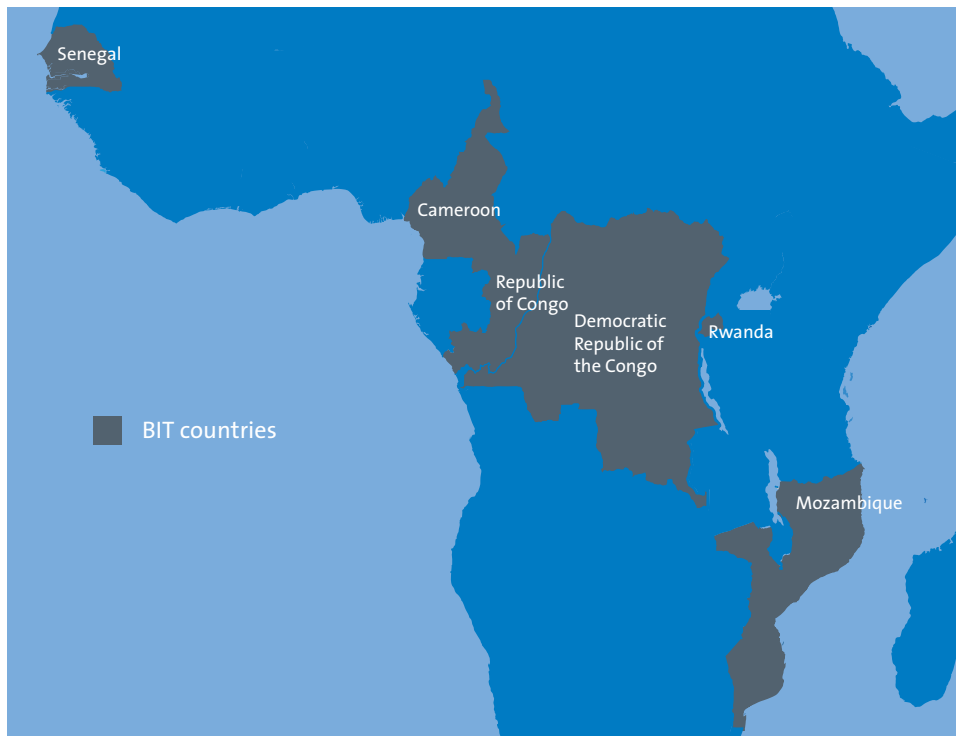 Senegal
Cameroon
Republic
of Congo
Democratic
Republic of
the Congo
Rwanda
BIT countries
Mozambique